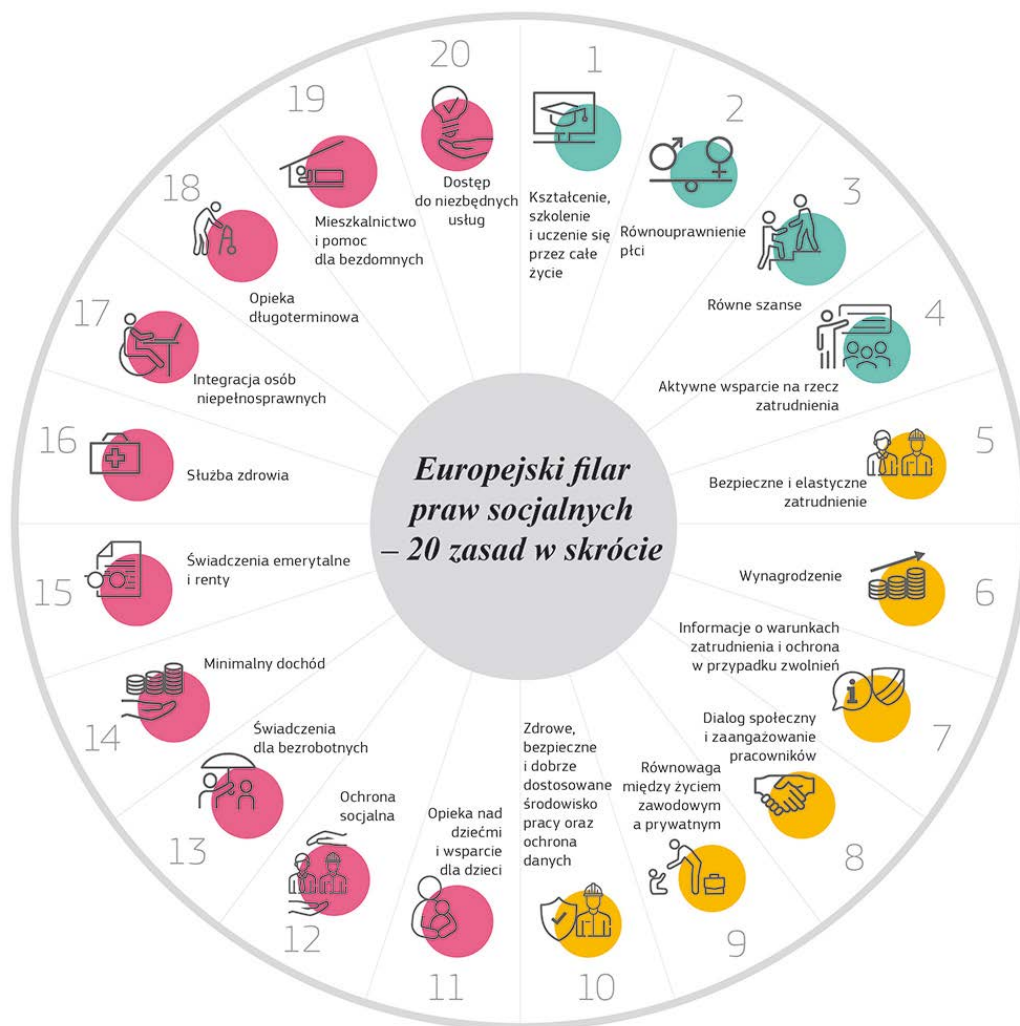 Europejski filar
praw socjalnych
– 20 zasad w skrócie
1
Kształcenie,
szkolenie
i uczenie się
przez całe
życie
2
Równouprawnienie
płci
3
Równe szanse
4
Aktywne wsparcie na rzecz
zatrudnienia
5
Bezpieczne i elastyczne
zatrudnienie
6
Wynagrodzenie
7
Informacje o warunkach
zatrudnienia i ochrona
w przypadku zwolnień
8
Dialog społeczny
i zaangażowanie
pracowników
9
Równowaga
między życiem
zawodowym
a prywatnym
10
Zdrowe,
bezpieczne
i dobrze
dostosowane
środowisko
pracy oraz
ochrona
danych
11
Opieka nad
dziećmi
i wsparcie
dla dzieci
12
Ochrona
socjalna
13
Świadczenia
dla bezrobotnych
14
Minimalny dochód
15
Świadczenia emerytalne
i renty
16
Służba zdrowia
17
Integracja osób
niepełnosprawnych
18
Opieka
długoterminowa
19
Mieszkalnictwo
i pomoc
dla bezdomnych
20
Dostęp
do niezbędnych
usług